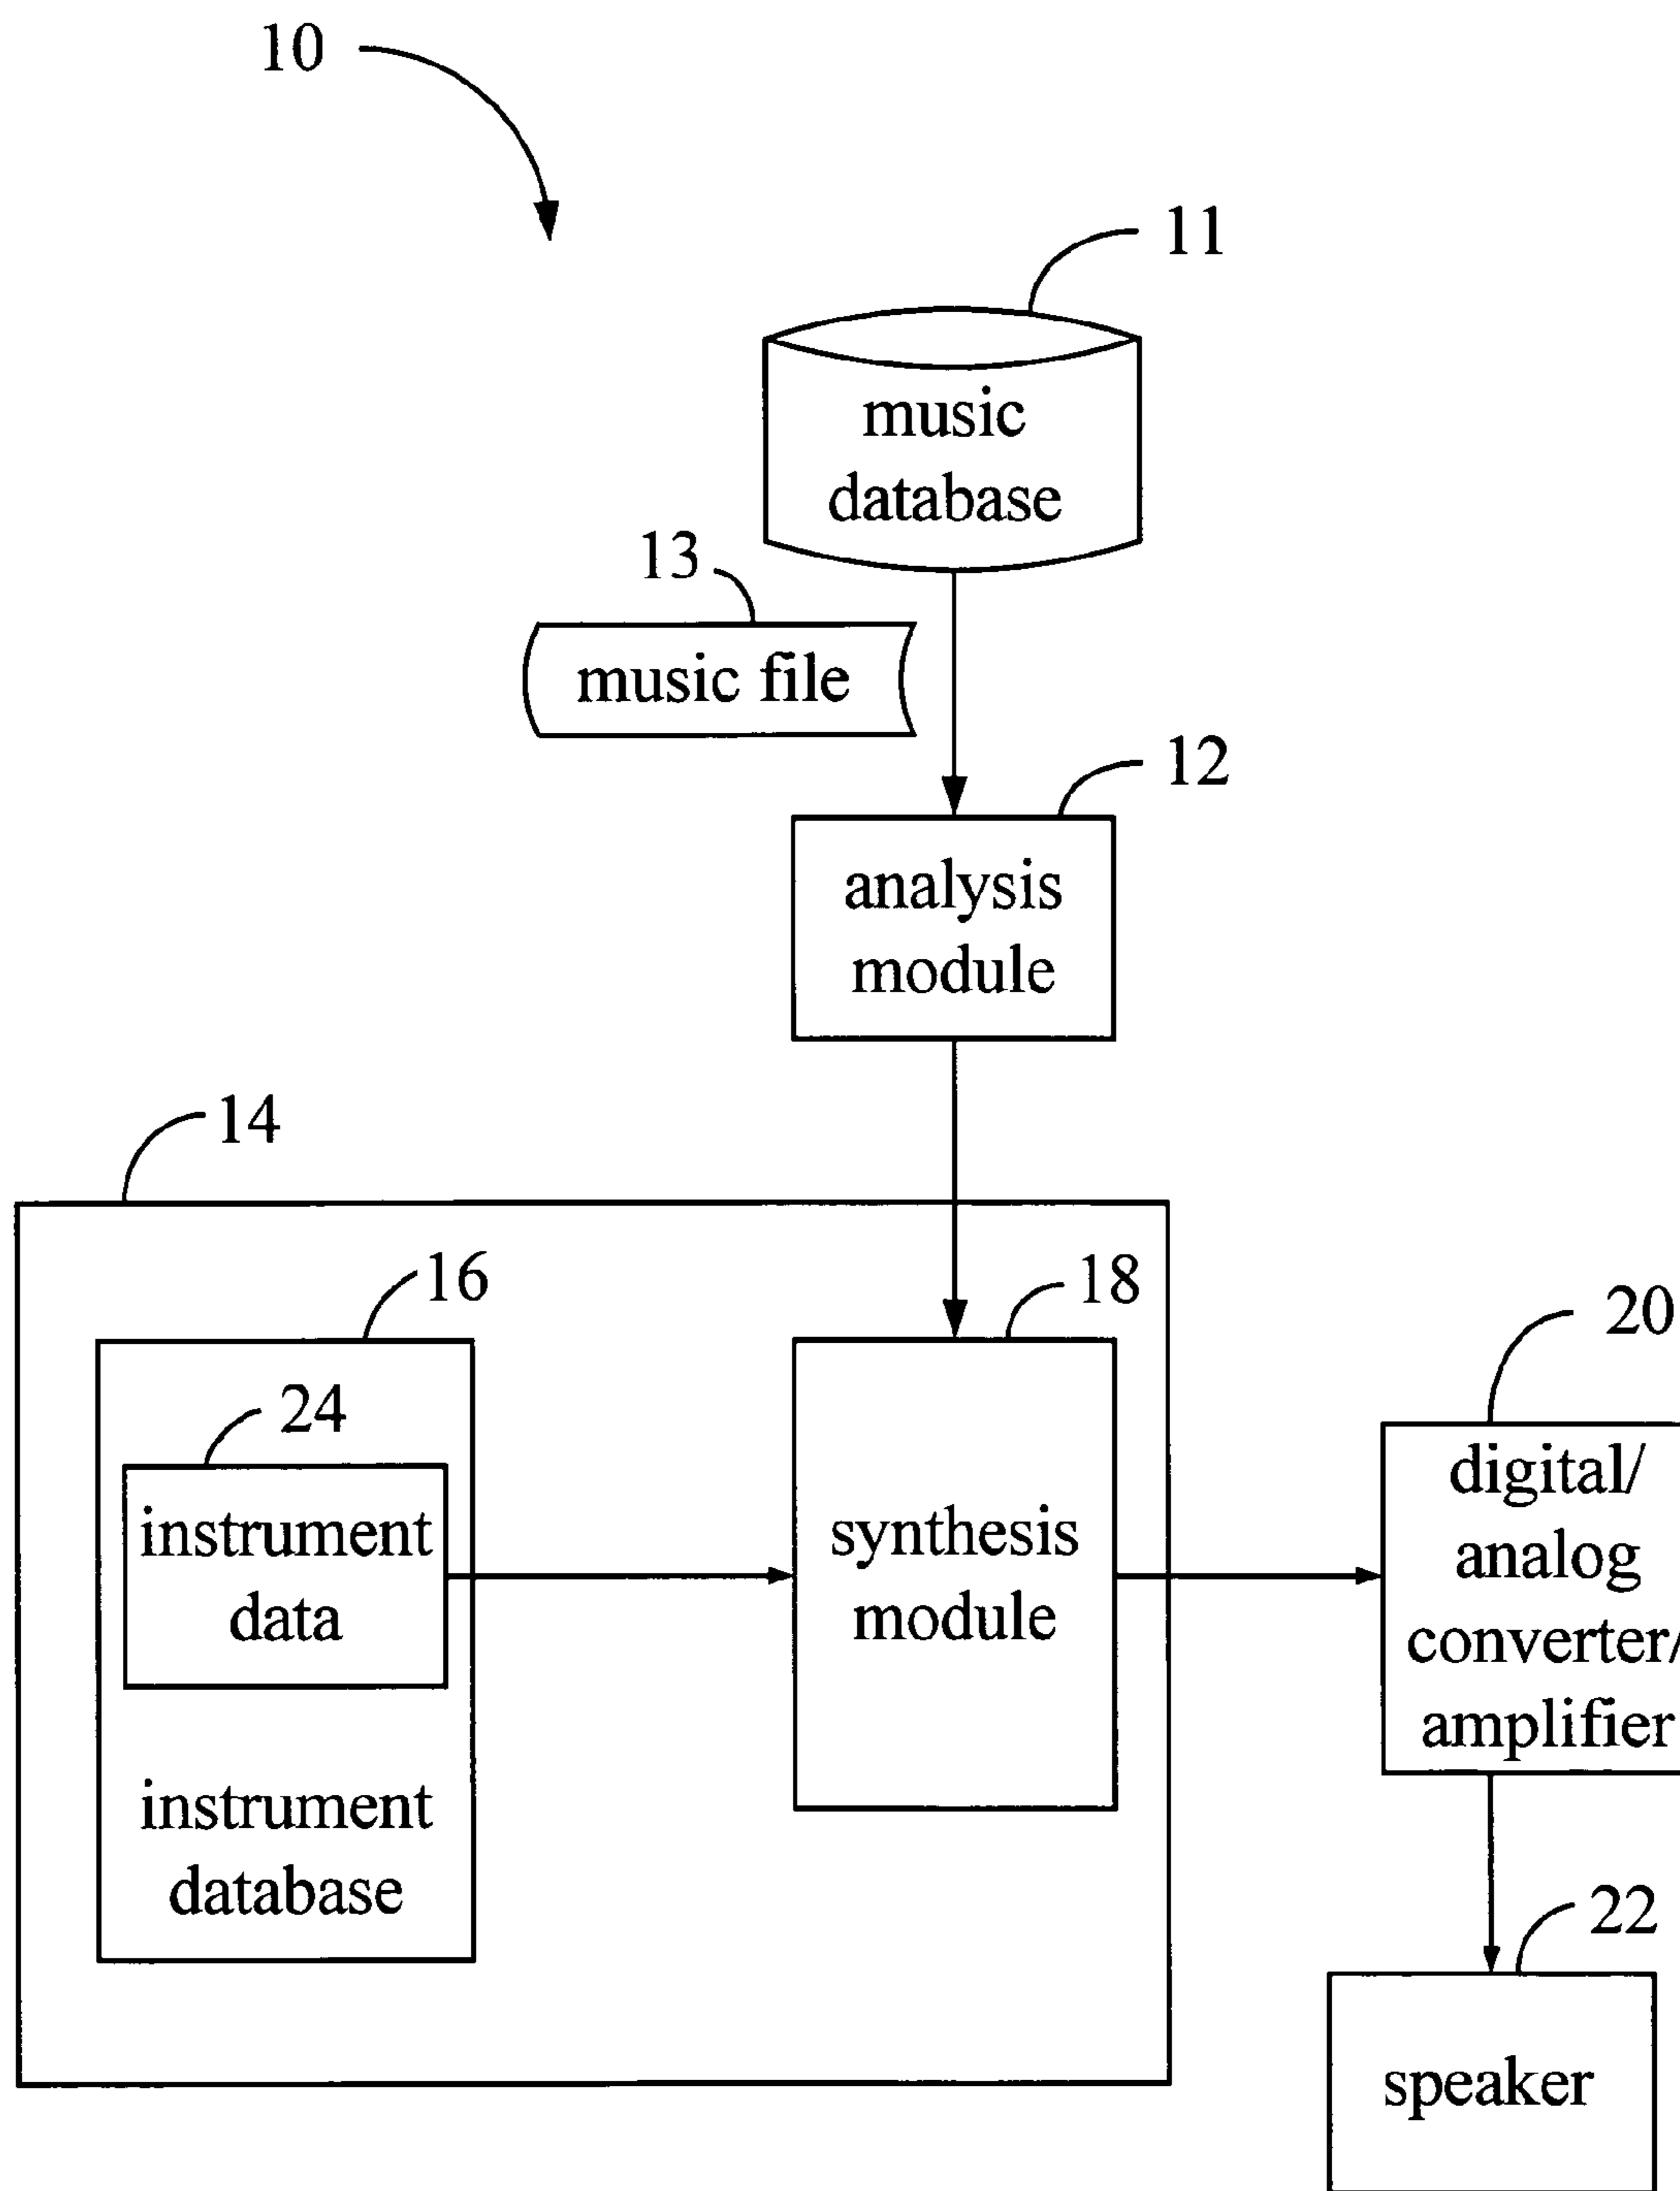 10
11
music
database
13
music file
12
analysis
module
14
16
18
20
24
instrument
data
synthesis
module
digital/
analog
converter/
amplifier
instrument
database
22
speaker